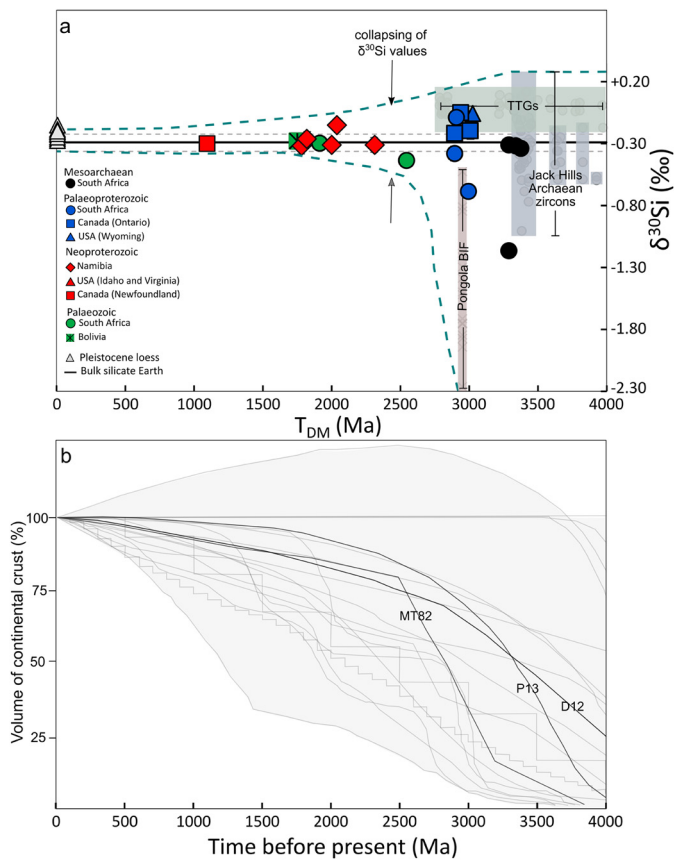 a
collapsing of
δ³⁰Si values
+0.20
TTGs
-0.30
Jack Hills
Archaean
zircons
-0.80
-1.30
-1.80
-2.30
δ³⁰Si (‰)
Pongola BIF
Mesoarchaean
South Africa
Palaeoproterozoic
South Africa
Canada (Ontario)
USA (Wyoming)
Neoproterozoic
Namibia
USA (Idaho and Virginia)
Canada (Newfoundland)
Palaeozoic
South Africa
Bolivia
Pleistocene loess
Bulk silicate Earth
0 500 1000 1500 2000 2500 3000 3500 4000
T_DM (Ma)
b
100
75
50
25
Volume of continental crust (%)
MT82
P13
D12
0 500 1000 1500 2000 2500 3000 3500 4000
Time before present (Ma)